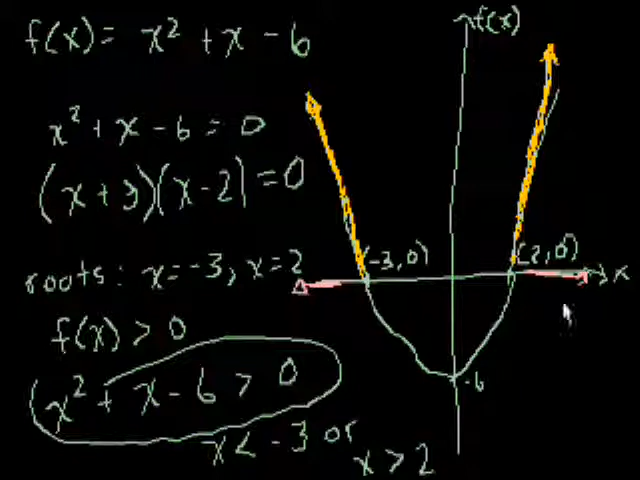 f(x) = x² + x - 6
x² + x - 6 = 0
(x + 3)(x - 2) = 0
roots: x = -3, x = 2
f(x) > 0
x² + x - 6 > 0
x < -3 or
x > 2
f(x)
(-3, 0)
(2, 0)
x
-6